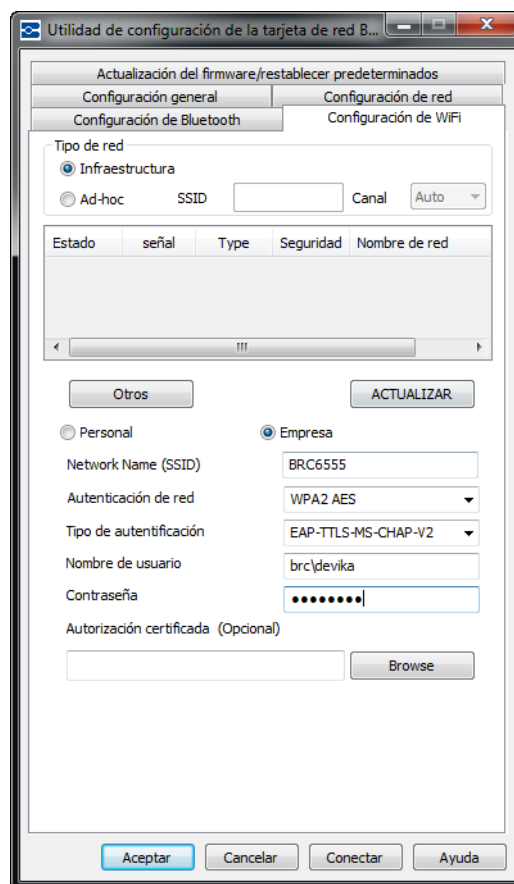 Utilidad de configuración de la tarjeta de red B...
Actualización del firmware/restablecer predeterminados
Configuración general Configuración de red
Configuración de Bluetooth Configuración de WiFi
Tipo de red
Infraestructura
Ad-hoc SSID Canal Auto
Estado señal Type Seguridad Nombre de red
Otros ACTUALIZAR
Personal Empresa
Network Name (SSID) BRC6555
Autenticación de red WPA2 AES
Tipo de autentificación EAP-TTLS-MS-CHAP-V2
Nombre de usuario brc\devika
Contraseña ●●●●●●●●
Autorización certificada (Opcional)
Browse
Aceptar Cancelar Conectar Ayuda